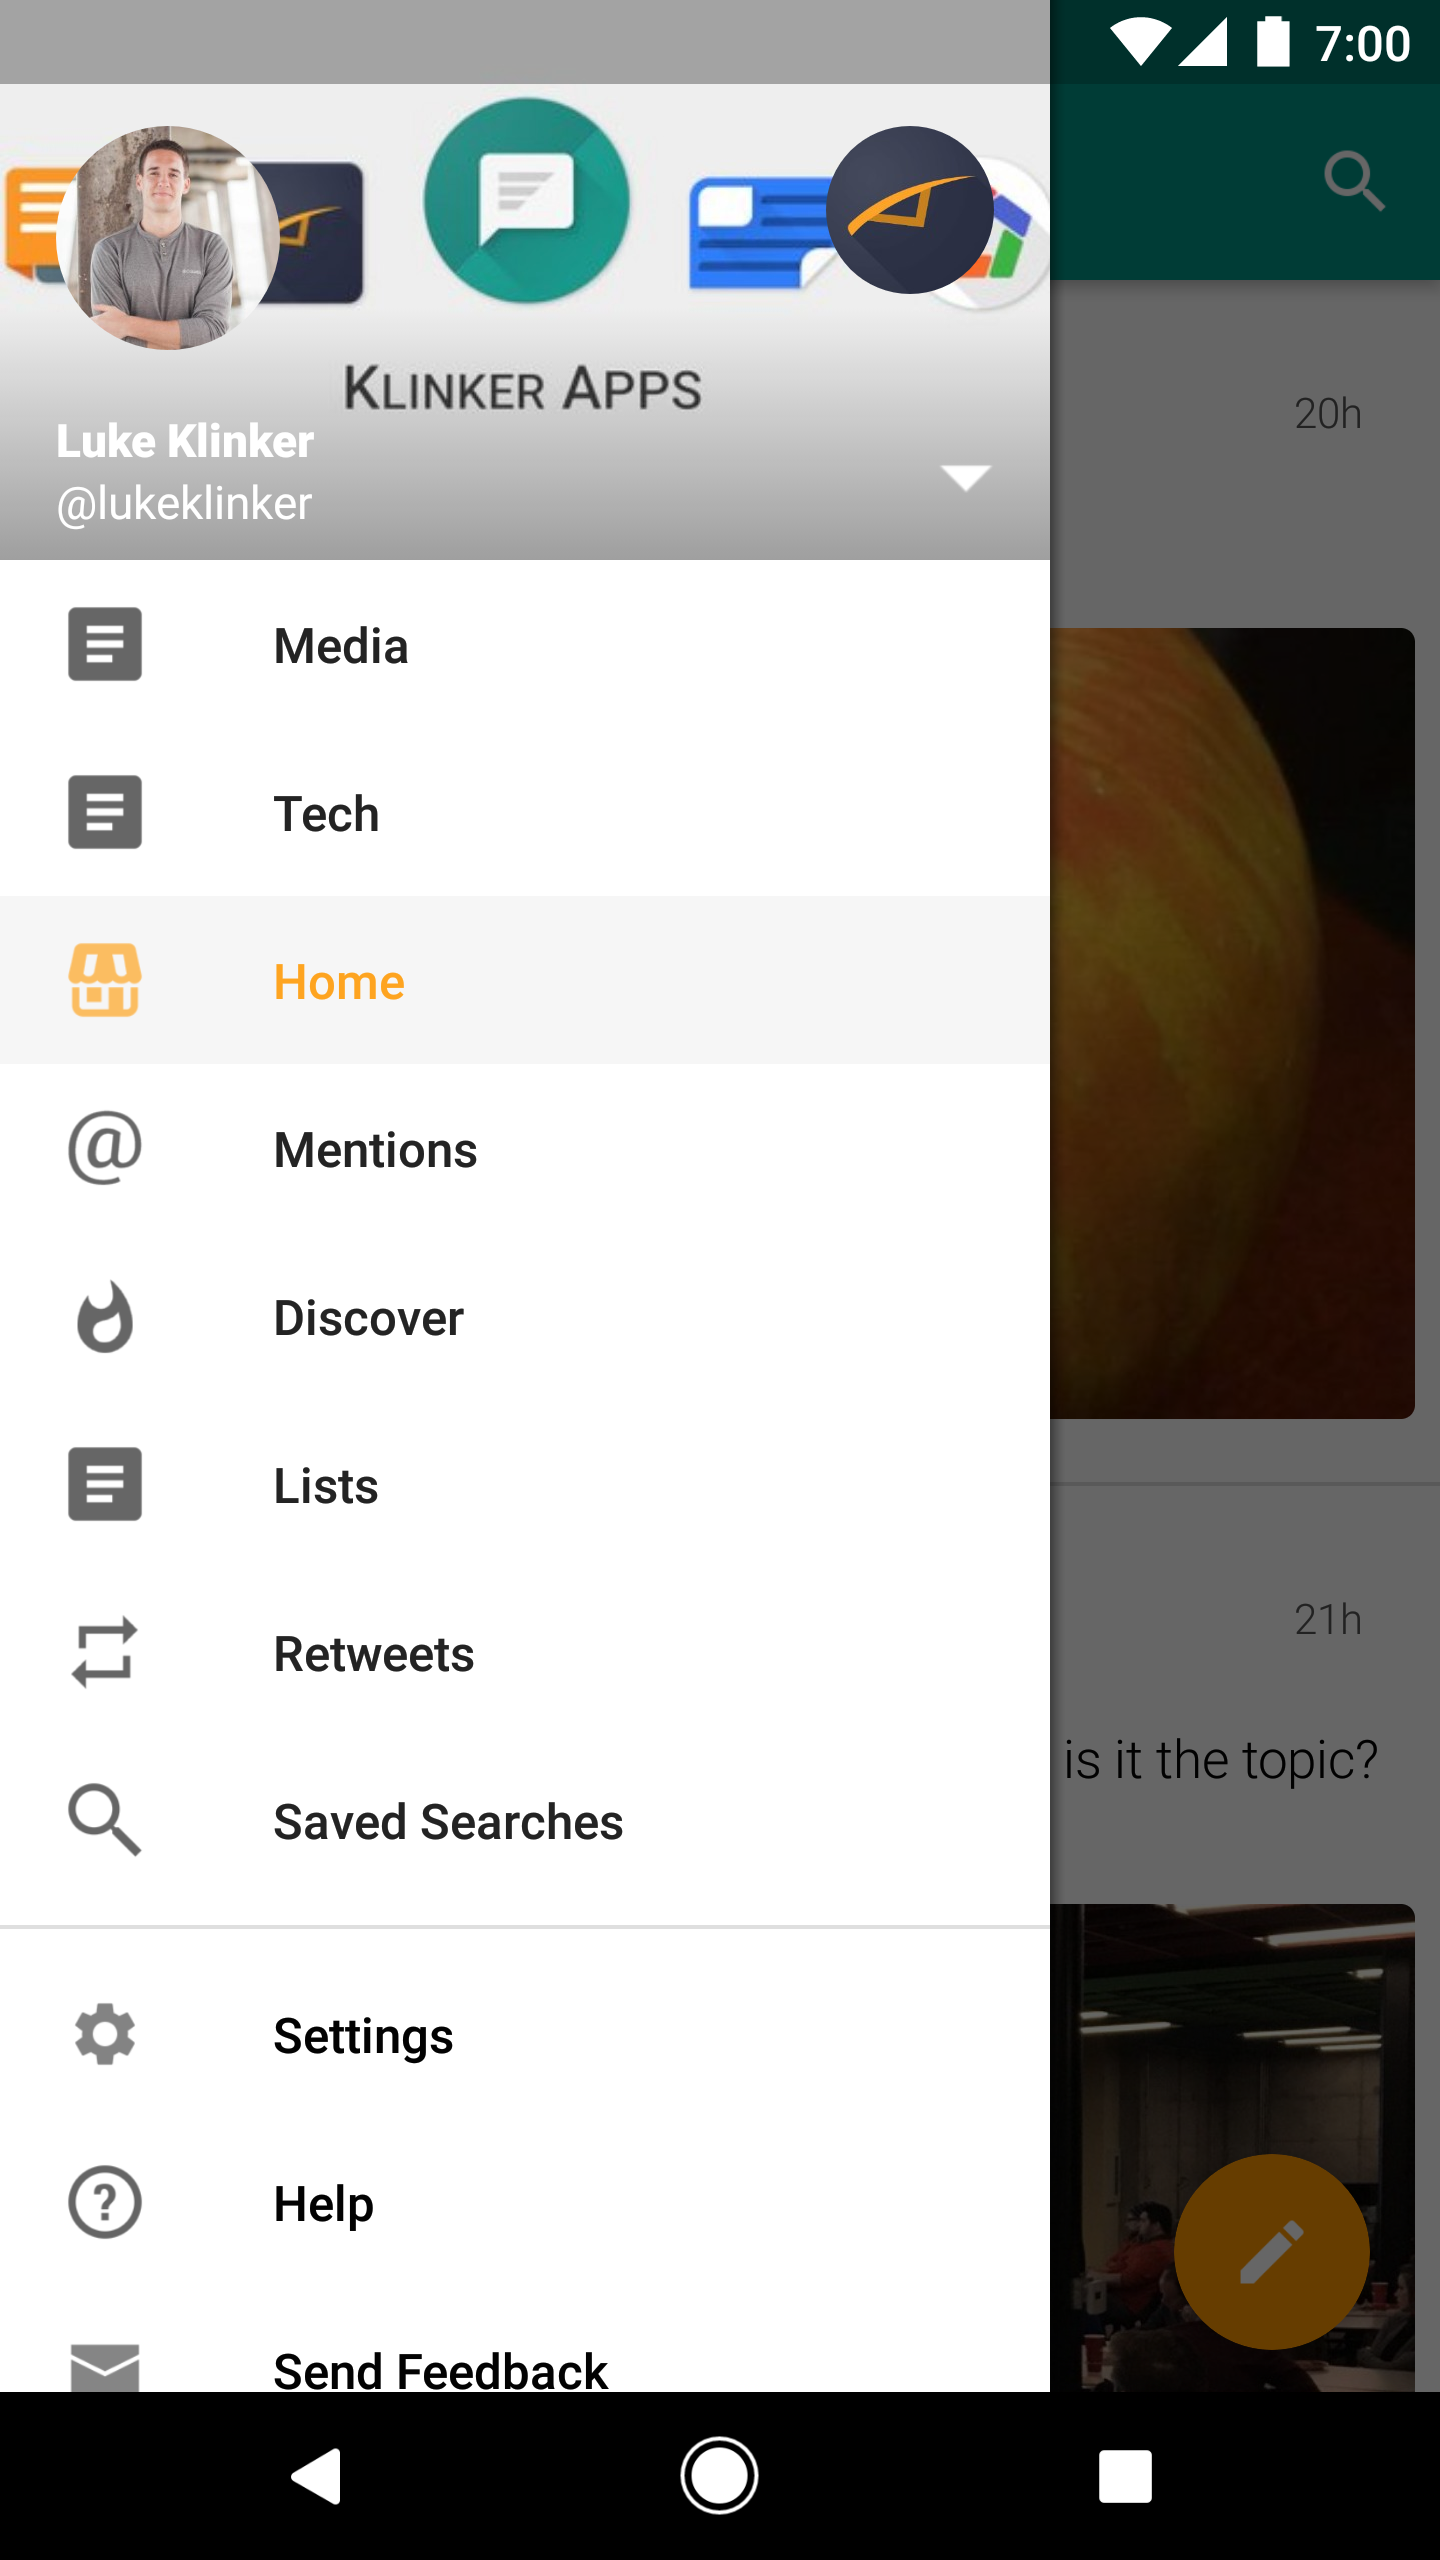 7:00
KLINKER APPS
Luke Klinker
@lukeklinker
20h
Media
Tech
Home
@ Mentions
Discover
Lists
21h
Retweets
is it the topic?
Saved Searches
Settings
? Help
Send Feedback